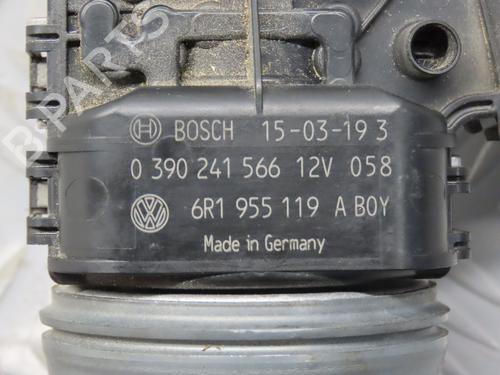 BOSCH 15-03-19 3
0 390 241 566 12V 058
6R1 955 119 A BOY
Made in Germany
B-PARTS